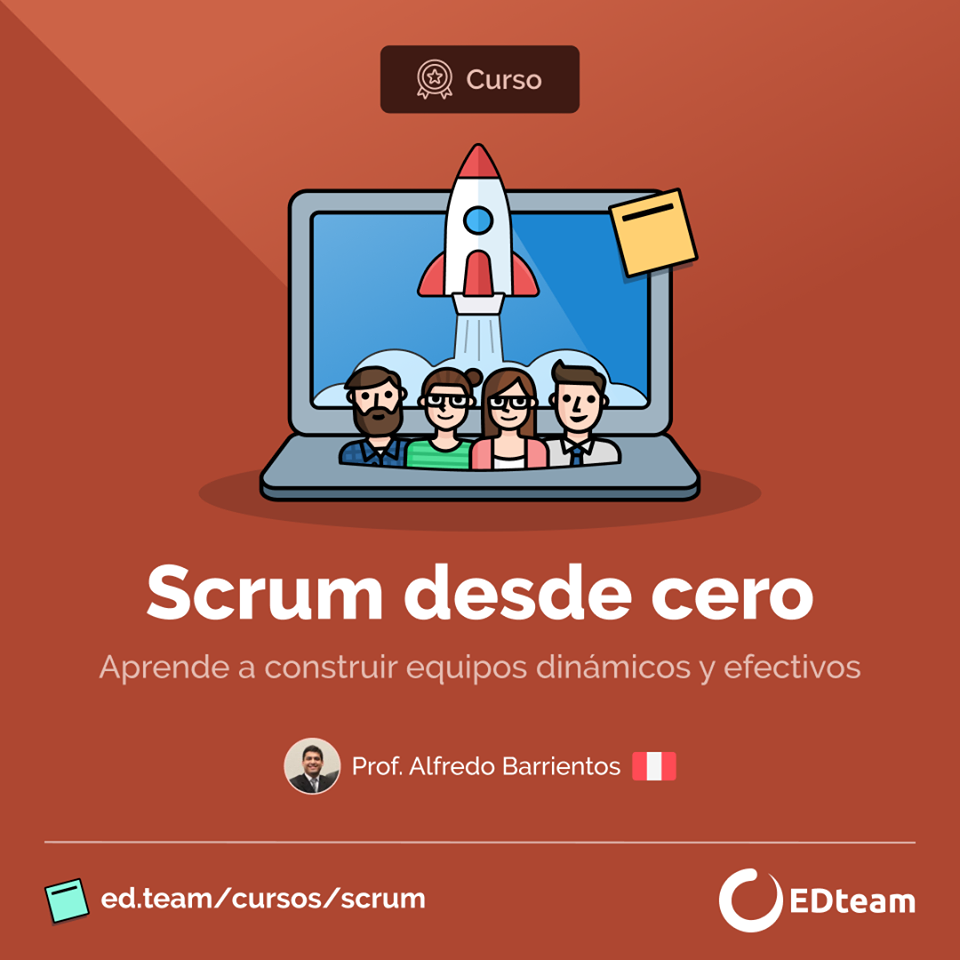 Curso
Scrum desde cero
Aprende a construir equipos dinámicos y efectivos
Prof. Alfredo Barrientos
ed.team/cursos/scrum
EDteam